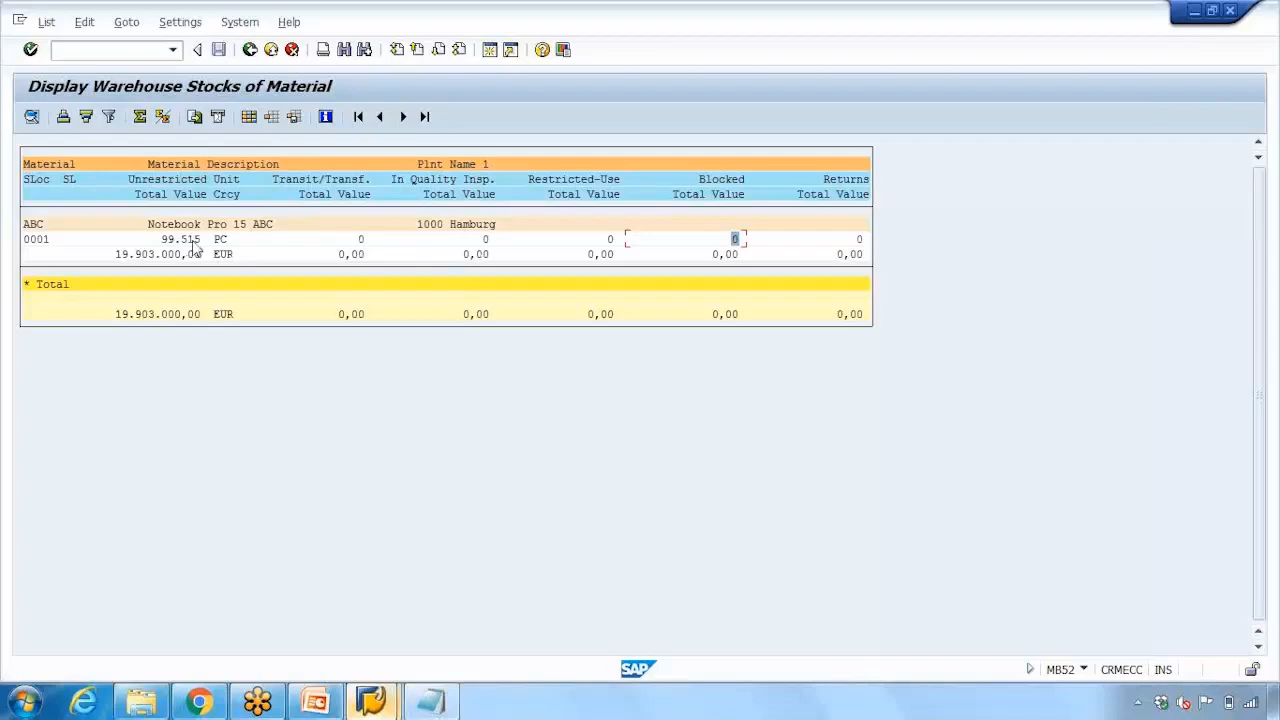 List Edit Goto Settings System Help
Display Warehouse Stocks of Material
Material Material Description Plnt Name 1
SLoc SL Unrestricted Unit Transit/Transf. In Quality Insp. Restricted-Use Blocked Returns
Total Value Crcy Total Value Total Value Total Value Total Value Total Value
ABC Notebook Pro 15 ABC 1000 Hamburg
0001 99.515 PC 0 0 0 0 0
19.903.000,00 EUR 0,00 0,00 0,00 0,00 0,00
* Total
19.903.000,00 EUR 0,00 0,00 0,00 0,00 0,00
SAP MB52 CRMECC INS